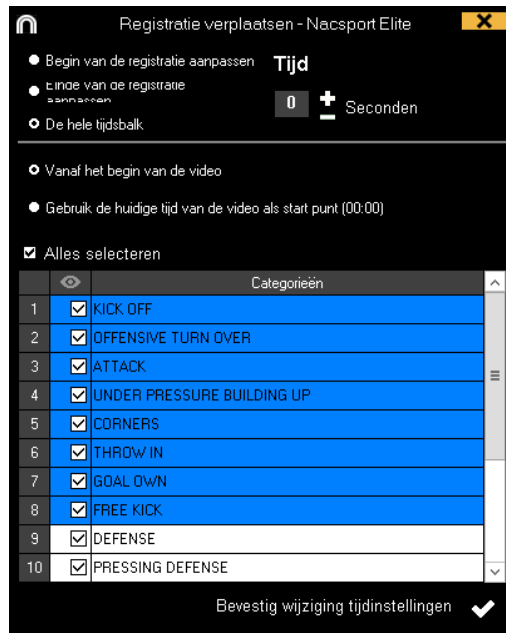 Registratie verplaatsen - Nacsport Elite
Begin van de registratie aanpassen
Tijd
Einde van de registratie
aanpassen
0
Seconden
De hele tijdsbalk
Vanaf het begin van de video
Gebruik de huidige tijd van de video als start punt (00:00)
Alles selecteren
Categorieën
1 KICK OFF
2 OFFENSIVE TURN OVER
3 ATTACK
4 UNDER PRESSURE BUILDING UP
5 CORNERS
6 THROW IN
7 GOAL OWN
8 FREE KICK
9 DEFENSE
10 PRESSING DEFENSE
Bevestig wijziging tijdinstellingen